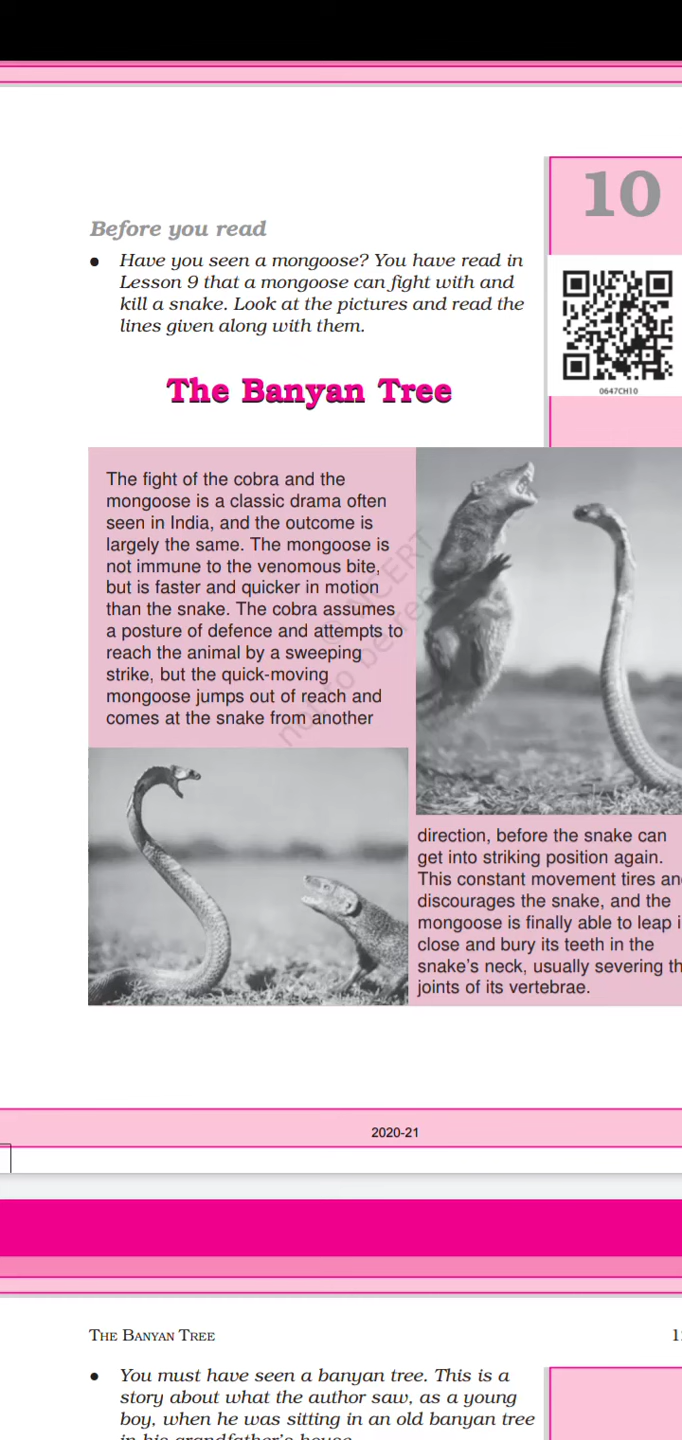 10
Before you read
● Have you seen a mongoose? You have read in
Lesson 9 that a mongoose can fight with and
kill a snake. Look at the pictures and read the
lines given along with them.
0647CH10
The Banyan Tree
The fight of the cobra and the
mongoose is a classic drama often
seen in India, and the outcome is
largely the same. The mongoose is
not immune to the venomous bite,
but is faster and quicker in motion
than the snake. The cobra assumes
a posture of defence and attempts to
reach the animal by a sweeping
strike, but the quick-moving
mongoose jumps out of reach and
comes at the snake from another
direction, before the snake can
get into striking position again.
This constant movement tires an
discourages the snake, and the
mongoose is finally able to leap i
close and bury its teeth in the
snake's neck, usually severing th
joints of its vertebrae.
© NCERT
not to be re
2020-21
THE BANYAN TREE
● You must have seen a banyan tree. This is a
story about what the author saw, as a young
boy, when he was sitting in an old banyan tree
in his grandfather's house.